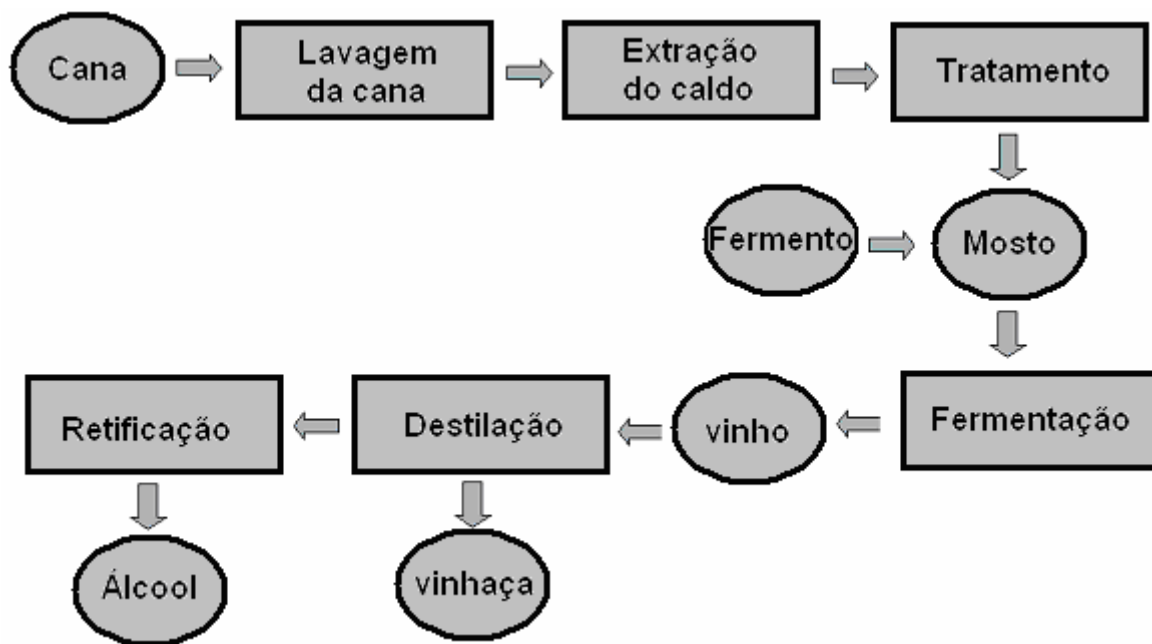 Cana
Lavagem
da cana
Extração
do caldo
Tratamento
Fermento
Mosto
Fermentação
vinho
Destilação
Retificação
Álcool
vinhaça